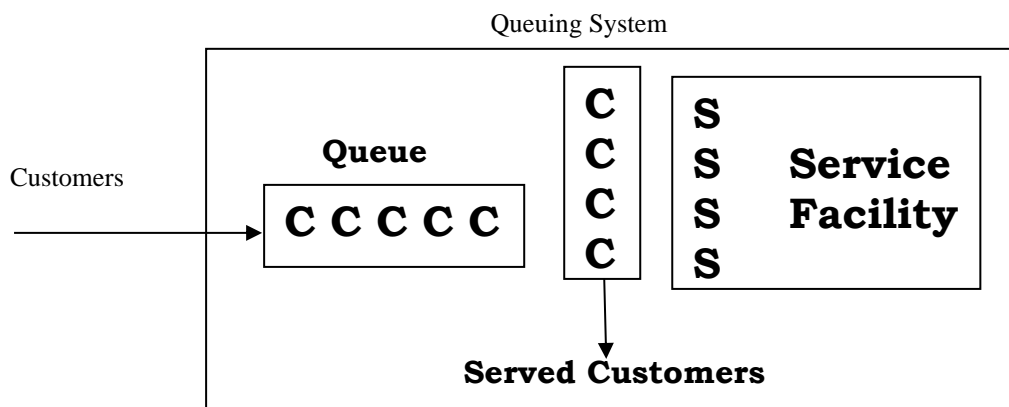 Queuing System
Customers
Queue
C C C C C
C
C
C
C
S
S
S
S
Service
Facility
Served Customers